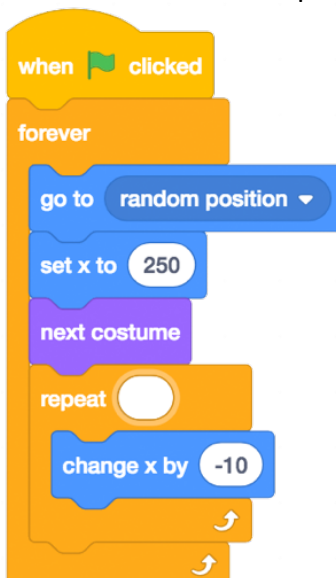 when clicked
forever
go to random position
set x to 250
next costume
repeat
change x by -10